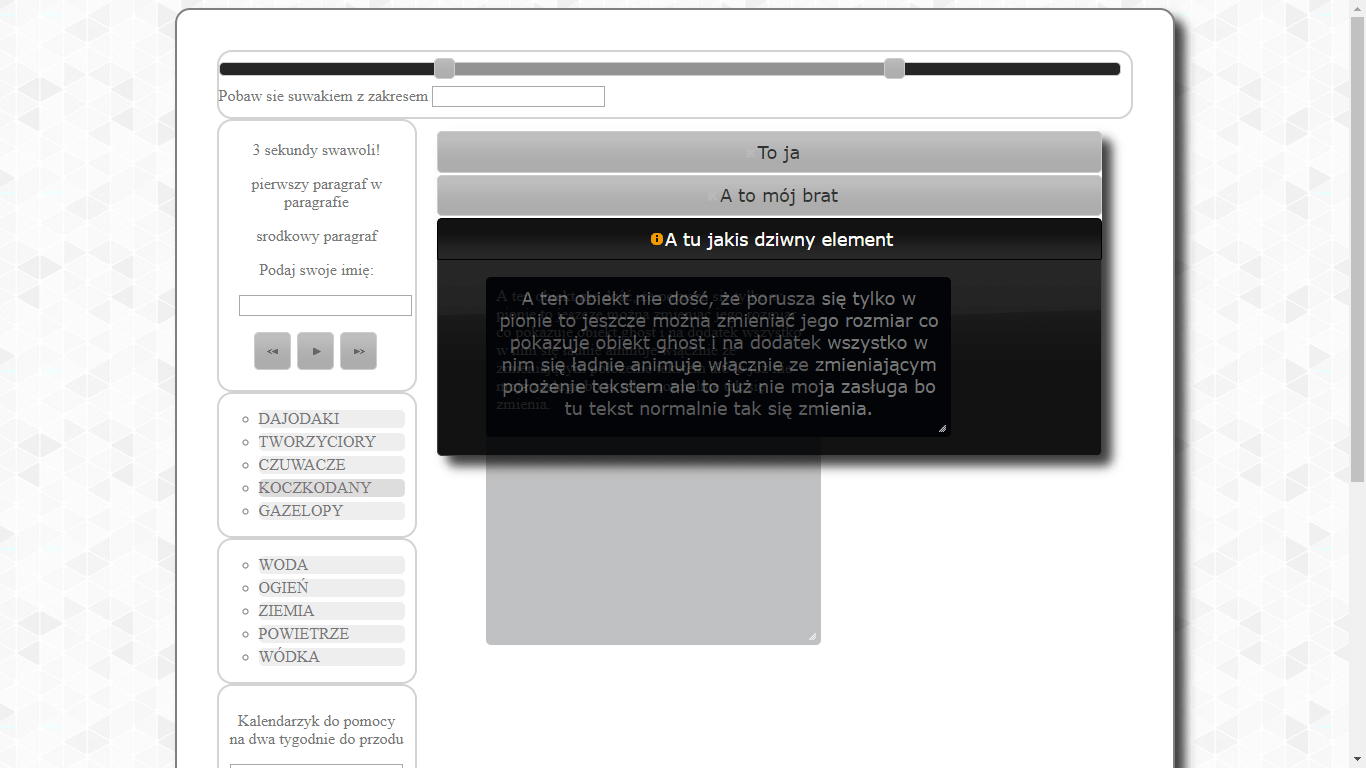 Pobaw sie suwakiem z zakresem
3 sekundy swawoli!
pierwszy paragraf w
paragrafie
srodkowy paragraf
Podaj swoje imię:
DAJODAKI
TWORZYCIORY
CZUWACZE
KOCZKODANY
GAZELOPY
WODA
OGIEŃ
ZIEMIA
POWIETRZE
WÓDKA
Kalendarzyk do pomocy
na dwa tygodnie do przodu
To ja
A to mój brat
A tu jakis dziwny element
A ten obiekt nie dość, że porusza się tylko w
pionie to jeszcze można zmieniać jego rozmiar co
pokazuje obiekt ghost i na dodatek wszystko w
nim się ładnie animuje włącznie ze zmieniającym
położenie tekstem ale to już nie moja zasługa bo
tu tekst normalnie tak się zmienia.